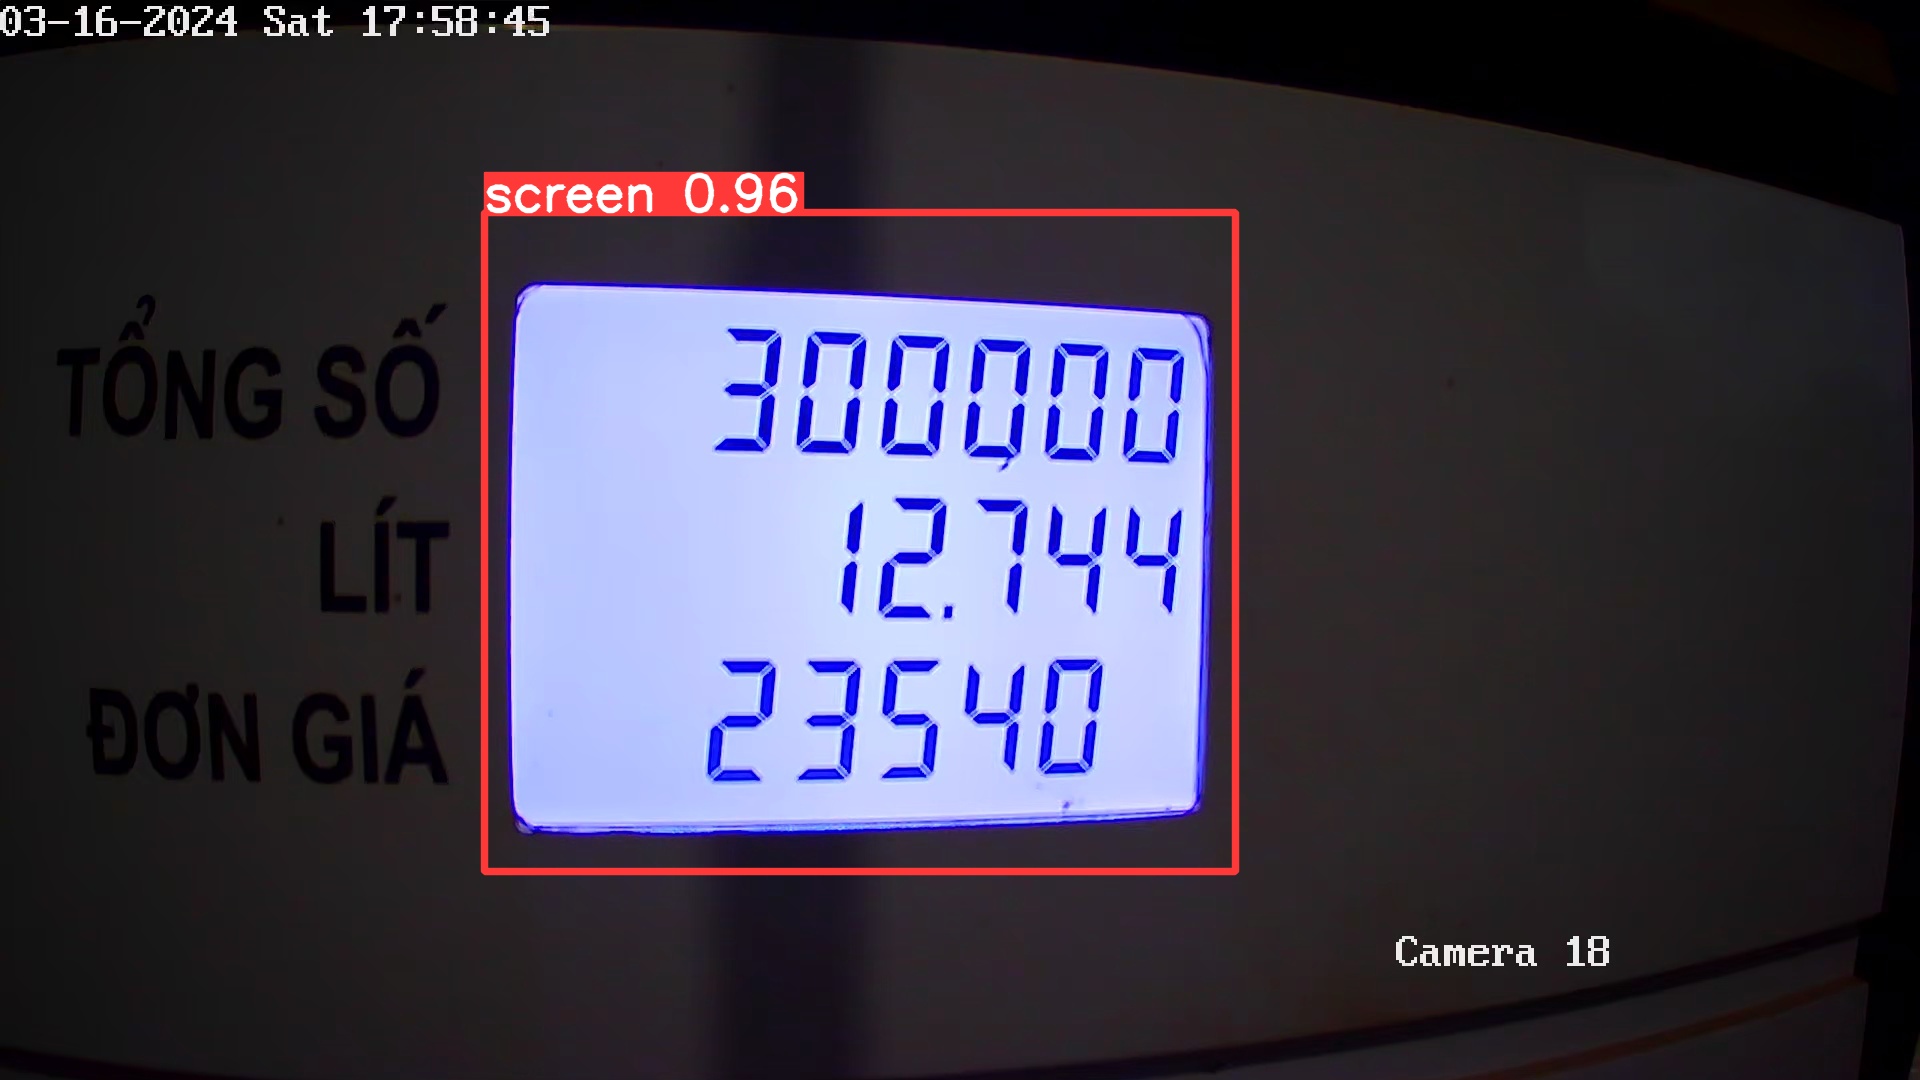 03-16-2024 Sat 17:58:45
screen 0.96
TỔNG SỐ 300000
LÍT 12.744
ĐƠN GIÁ 23540
Camera 18